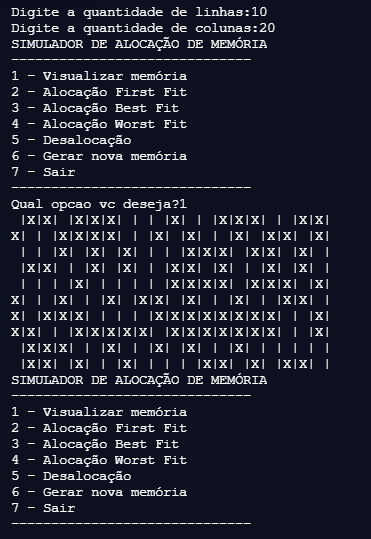 Digite a quantidade de linhas:10
Digite a quantidade de colunas:20
SIMULADOR DE ALOCAÇÃO DE MEMÓRIA
------------------------------
1 - Visualizar memória
2 - Alocação First Fit
3 - Alocação Best Fit
4 - Alocação Worst Fit
5 - Desalocação
6 - Gerar nova memória
7 - Sair
------------------------------
Qual opcao vc deseja?1
 |X|X| |X|X|X| | | |X| | |X|X|X| | |X|X|
X| | |X|X|X|X| | |X| |X| | |X| |X|X| |X|
 | | |X| |X| |X| | | |X|X|X| |X|X| |X| |
 |X|X| | |X| |X| | |X| |X|X| | |X| |X| |
 | | | |X| | | | | |X|X|X|X|X| |X| |X|X|
X| | |X| | |X| |X|X| |X| | |X| | |X|X| |
X| |X|X|X| | | | |X|X|X|X|X|X|X|X| | |X|
X|X| | |X|X|X|X|X| |X|X|X|X|X|X|X| | |X|
 |X|X|X| | |X| | |X| |X| | |X| | | | | |
 |X|X| |X| | |X| | | | |X| |X| | |X|X| |
SIMULADOR DE ALOCAÇÃO DE MEMÓRIA
------------------------------
1 - Visualizar memória
2 - Alocação First Fit
3 - Alocação Best Fit
4 - Alocação Worst Fit
5 - Desalocação
6 - Gerar nova memória
7 - Sair
------------------------------